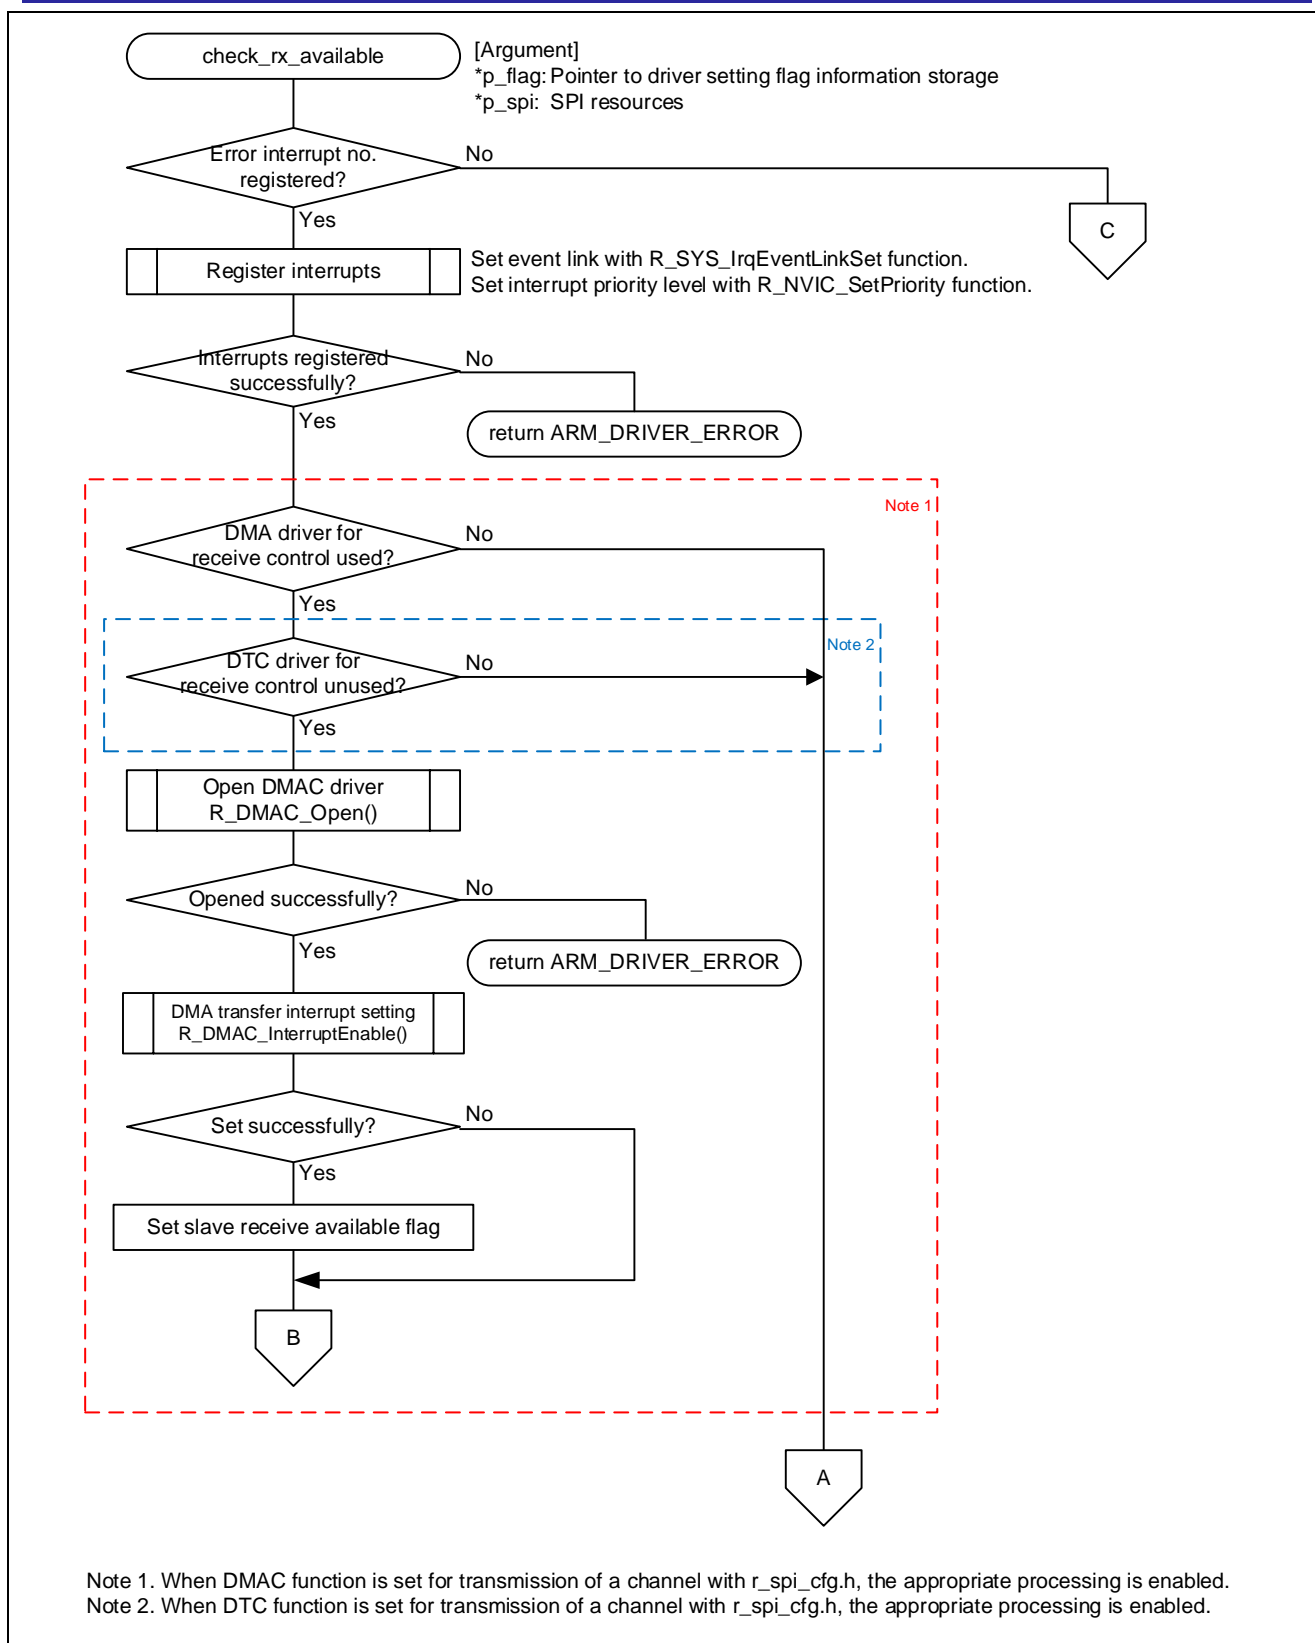 check_rx_available
[Argument]
*p_flag: Pointer to driver setting flag information storage
*p_spi: SPI resources
Error interrupt no.
registered?
No
C
Yes
Register interrupts
Set event link with R_SYS_IrqEventLinkSet function.
Set interrupt priority level with R_NVIC_SetPriority function.
Interrupts registered
successfully?
No
return ARM_DRIVER_ERROR
Yes
Note 1
DMA driver for
receive control used?
No
Yes
Note 2
DTC driver for
receive control unused?
No
Yes
Open DMAC driver
R_DMAC_Open()
Opened successfully?
No
return ARM_DRIVER_ERROR
Yes
DMA transfer interrupt setting
R_DMAC_InterruptEnable()
Set successfully?
No
Yes
Set slave receive available flag
B
A
Note 1. When DMAC function is set for transmission of a channel with r_spi_cfg.h, the appropriate processing is enabled.
Note 2. When DTC function is set for transmission of a channel with r_spi_cfg.h, the appropriate processing is enabled.